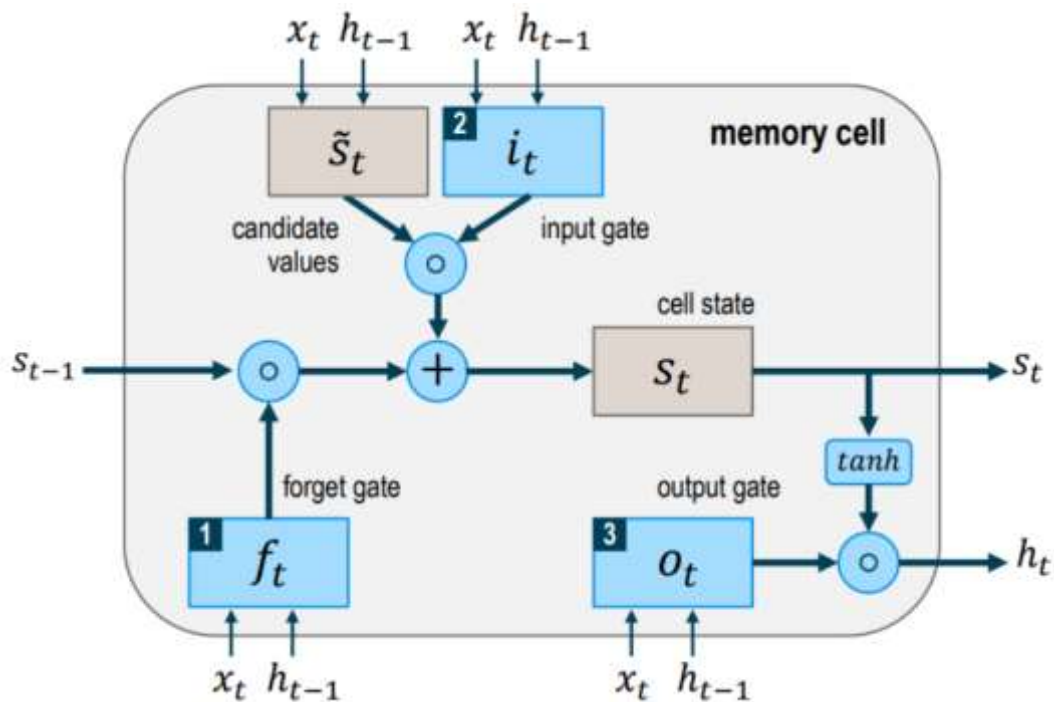 x_t h_{t-1} x_t h_{t-1}
2
s̃_t i_t
memory cell
candidate
values
input gate
∘
cell state
s_{t-1} ∘ + s_t s_t
tanh
forget gate
output gate
1
f_t
3
o_t
∘ h_t
x_t h_{t-1} x_t h_{t-1}